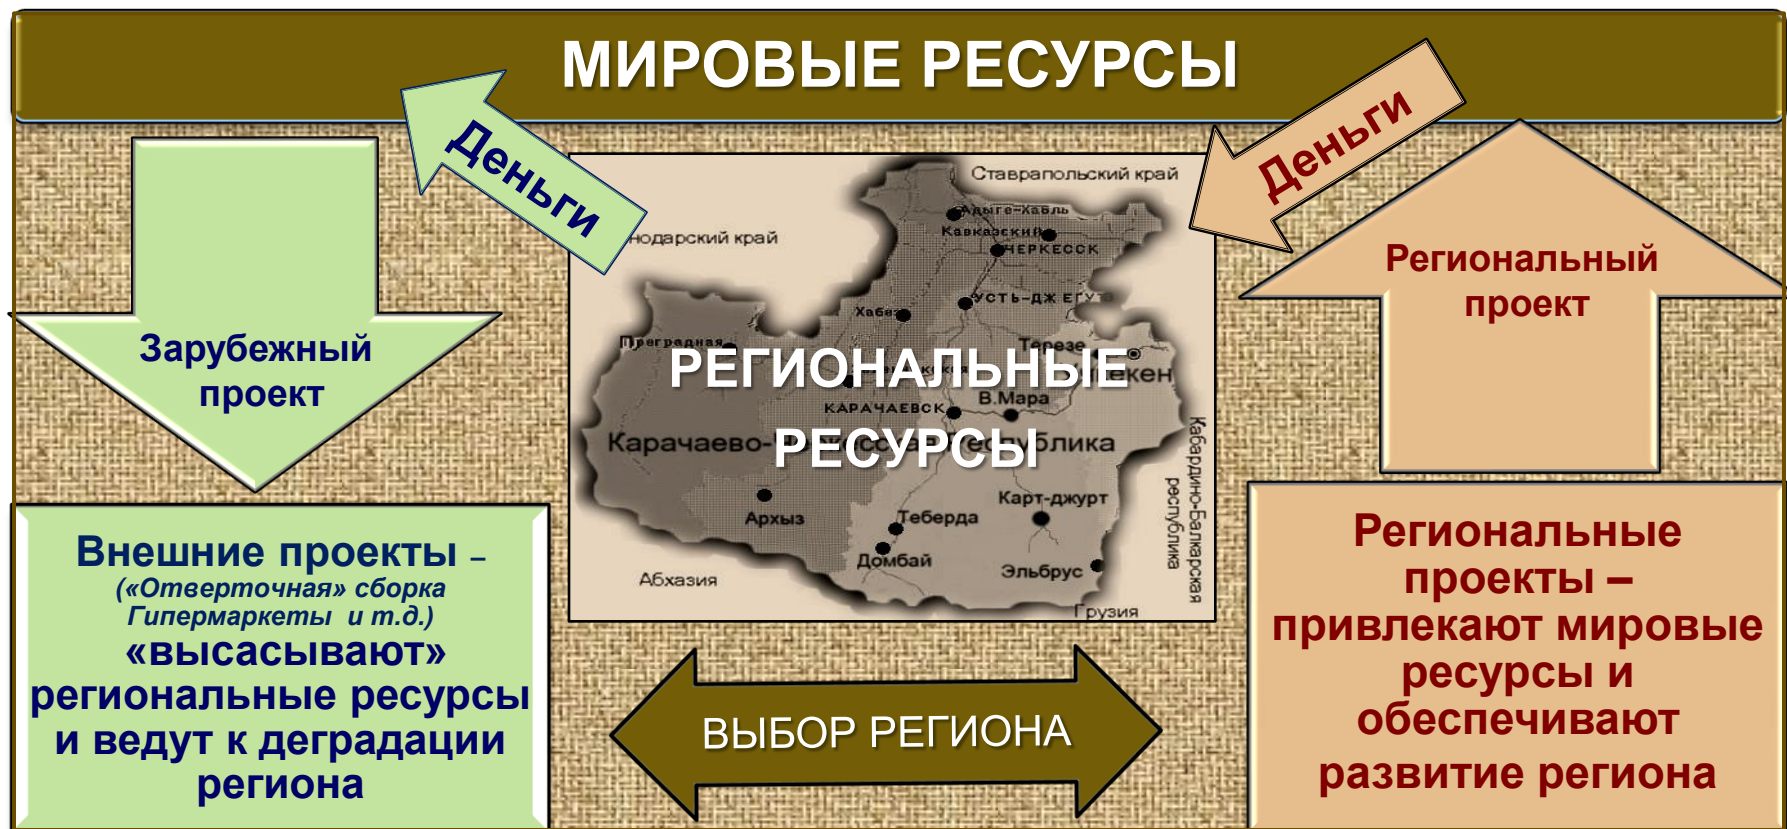 МИРОВЫЕ РЕСУРСЫ
Деньги
Деньги
Зарубежный
проект
Региональный
проект
Ставрапольский край
нодарский край
Адыге-Хабль
Кавказский
ЧЕРКЕССК
УСТЬ-ДЖЕГУТА
Хабез
Преградная
Терезе
РЕГИОНАЛЬНЫЕ
РЕСУРСЫ
КАРАЧАЕВСК
В.Мара
Карачаево- Республика
Кабардино-Балкарская
республика
Архыз
Теберда
Карт-джурт
Домбай
Эльбрус
Абхазия
Грузия
Внешние проекты –
(«Отверточная» сборка
Гипермаркеты и т.д.)
«высасывают»
региональные ресурсы
и ведут к деградации
региона
ВЫБОР РЕГИОНА
Региональные
проекты –
привлекают мировые
ресурсы и
обеспечивают
развитие региона